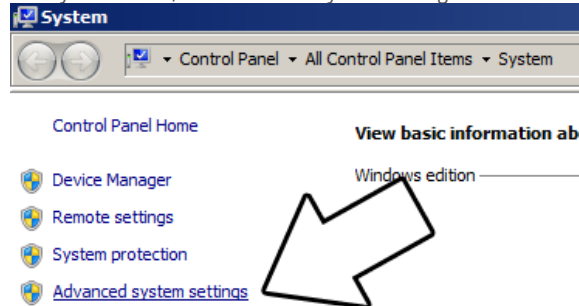 System
Control Panel ▾ All Control Panel Items ▾ System
Control Panel Home
View basic information
Device Manager
Windows edition
Remote settings
System protection
Advanced system settings